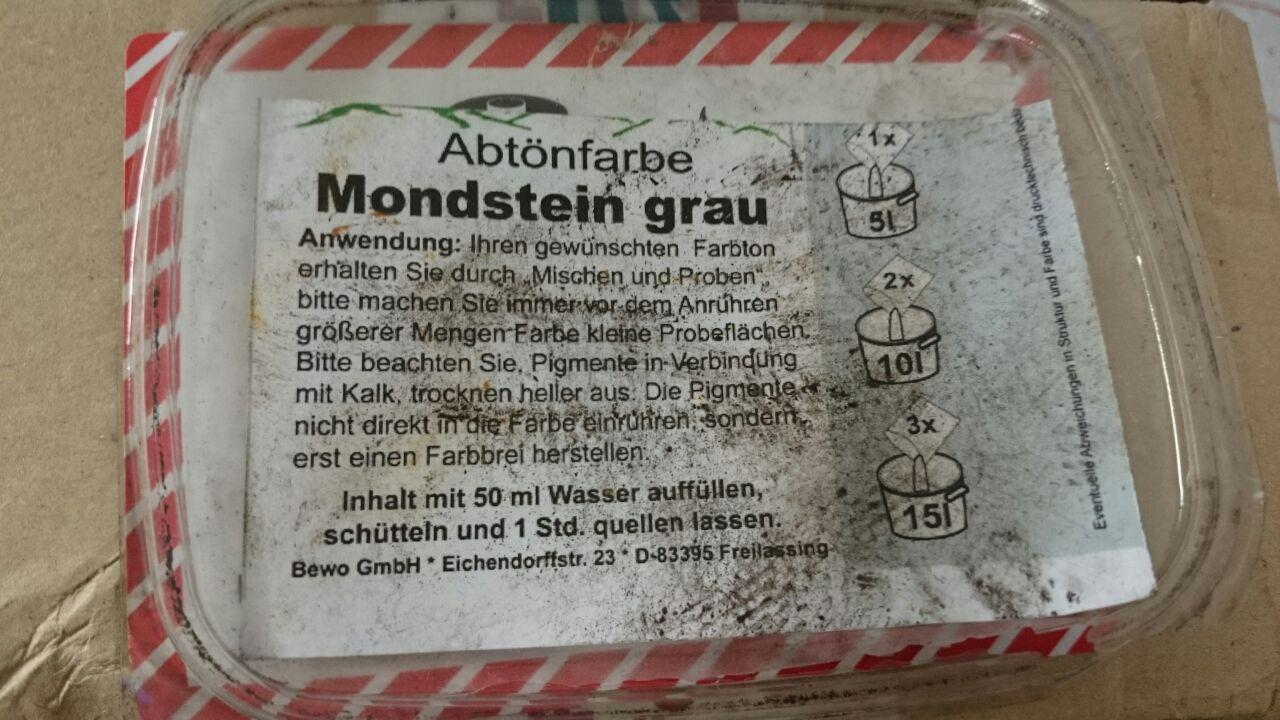 Abtönfarbe
Mondstein grau
Anwendung: Ihren gewünschten Farbton
erhalten Sie durch „Mischen und Proben“,
bitte machen Sie immer vor dem Anrühren
größerer Mengen Farbe kleine Probeflächen.
Bitte beachten Sie, Pigmente in Verbindung
mit Kalk, trocknen heller aus. Die Pigmente
nicht direkt in die Farbe einrühren, sondern
erst einen Farbbrei herstellen.
Inhalt mit 50 ml Wasser auffüllen,
schütteln und 1 Std. quellen lassen.
Bewo GmbH * Eichendorffstr. 23 * D-83395 Freilassing
1x
5l
2x
10l
3x
15l
Eventuelle Abweichungen in Struktur und Farbe sind drucktechnisch